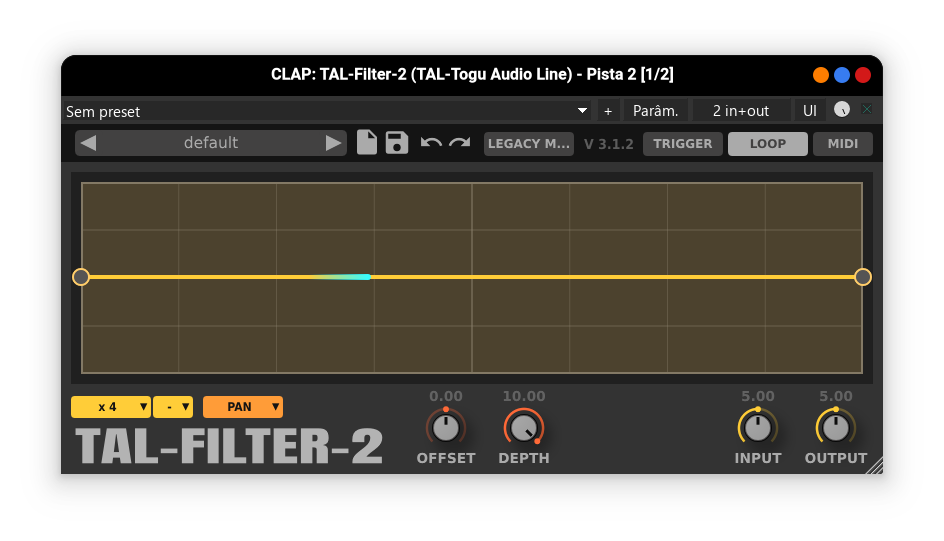 CLAP: TAL-Filter-2 (TAL-Togu Audio Line) - Pista 2 [1/2]
Sem preset + Parâm. 2 in+out UI
default LEGACY M... V 3.1.2 TRIGGER LOOP MIDI
0.00 10.00 5.00 5.00
x 4 - PAN
TAL-FILTER-2
OFFSET DEPTH INPUT OUTPUT